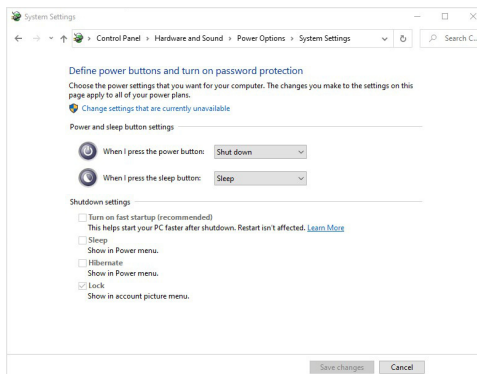 System Settings
Control Panel > Hardware and Sound > Power Options > System Settings
Search C...
Define power buttons and turn on password protection
Choose the power settings that you want for your computer. The changes you make to the settings on this
page apply to all of your power plans.
Change settings that are currently unavailable
Power and sleep button settings
When I press the power button: Shut down
When I press the sleep button: Sleep
Shutdown settings
Turn on fast startup (recommended)
This helps start your PC faster after shutdown. Restart isn't affected. Learn More
Sleep
Show in Power menu.
Hibernate
Show in Power menu.
Lock
Show in account picture menu.
Save changes Cancel